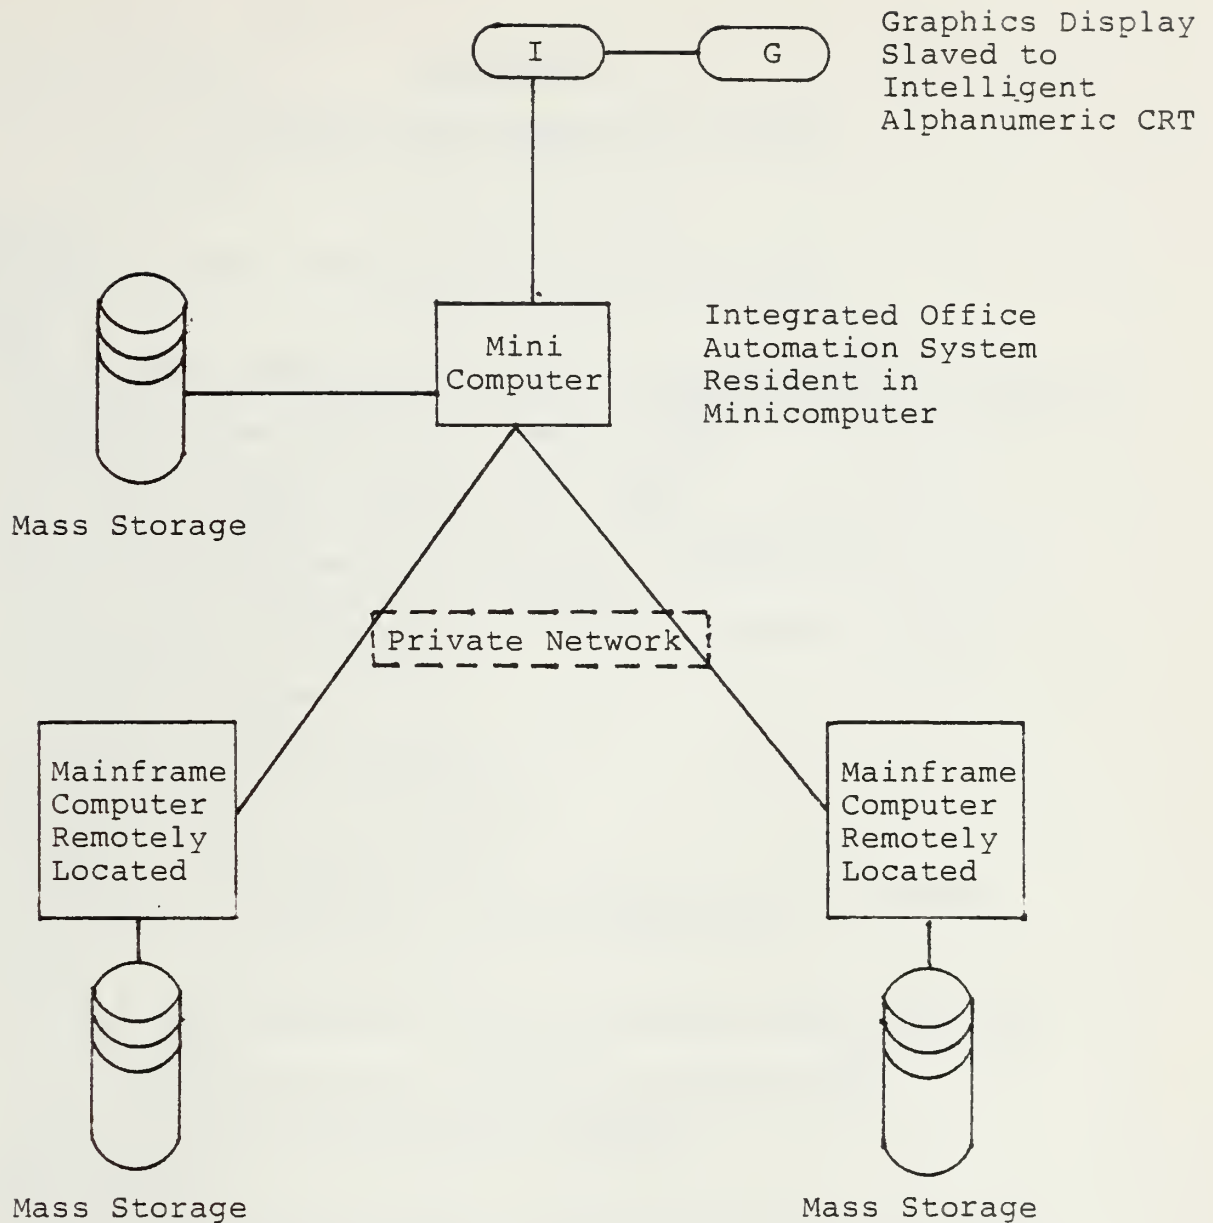 I
G
Graphics Display
Slaved to
Intelligent
Alphanumeric CRT
Mini
Computer
Integrated Office
Automation System
Resident in
Minicomputer
Mass Storage
Private Network
Mainframe
Computer
Remotely
Located
Mainframe
Computer
Remotely
Located
Mass Storage
Mass Storage